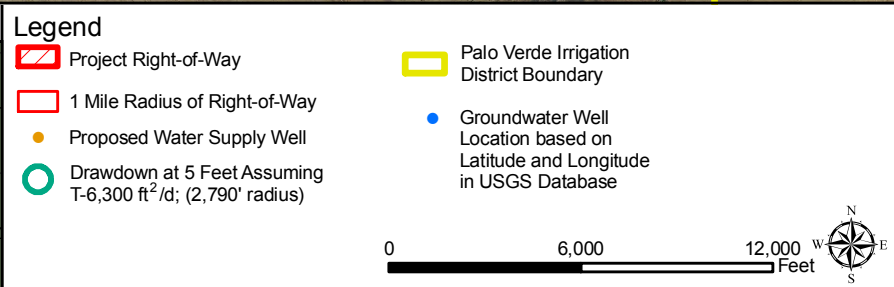 Legend
Project Right-of-Way
1 Mile Radius of Right-of-Way
Proposed Water Supply Well
Drawdown at 5 Feet Assuming
T-6,300 ft²/d; (2,790' radius)
Palo Verde Irrigation
District Boundary
Groundwater Well
Location based on
Latitude and Longitude
in USGS Database
0 6,000 12,000
Feet
N
W E
S